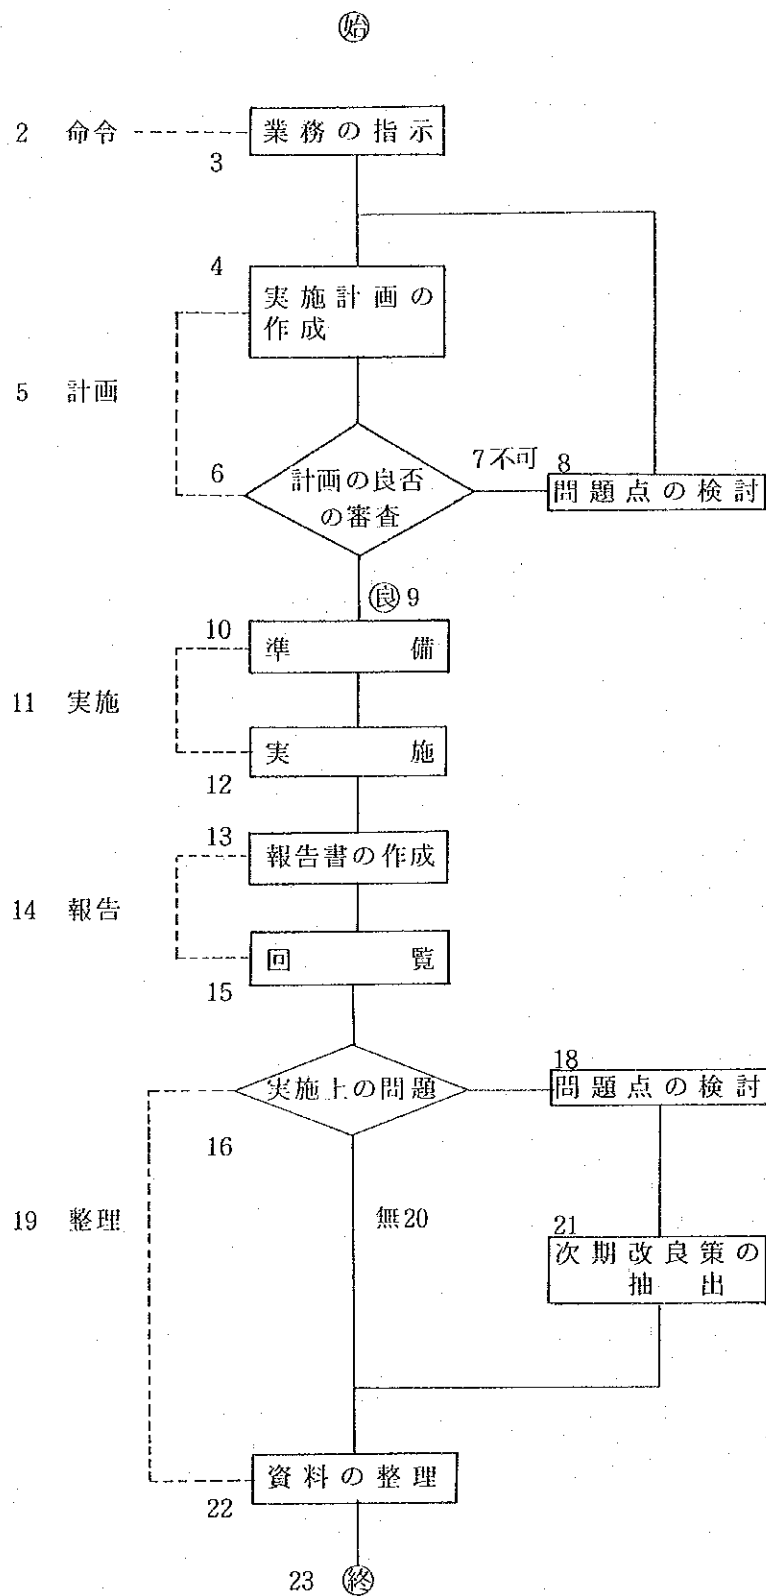 始
2 命令
業務の指示
3
4
実施計画の
作成
5 計画
6
計画の良否
の審査
7不可
8
問題点の検討
良 9
10
準備
11 実施
実施
12
13
報告書の作成
14 報告
回覧
15
実施上の問題
16
18
問題点の検討
19 整理
無20
21
次期改良策の
抽出
資料の整理
22
23 終